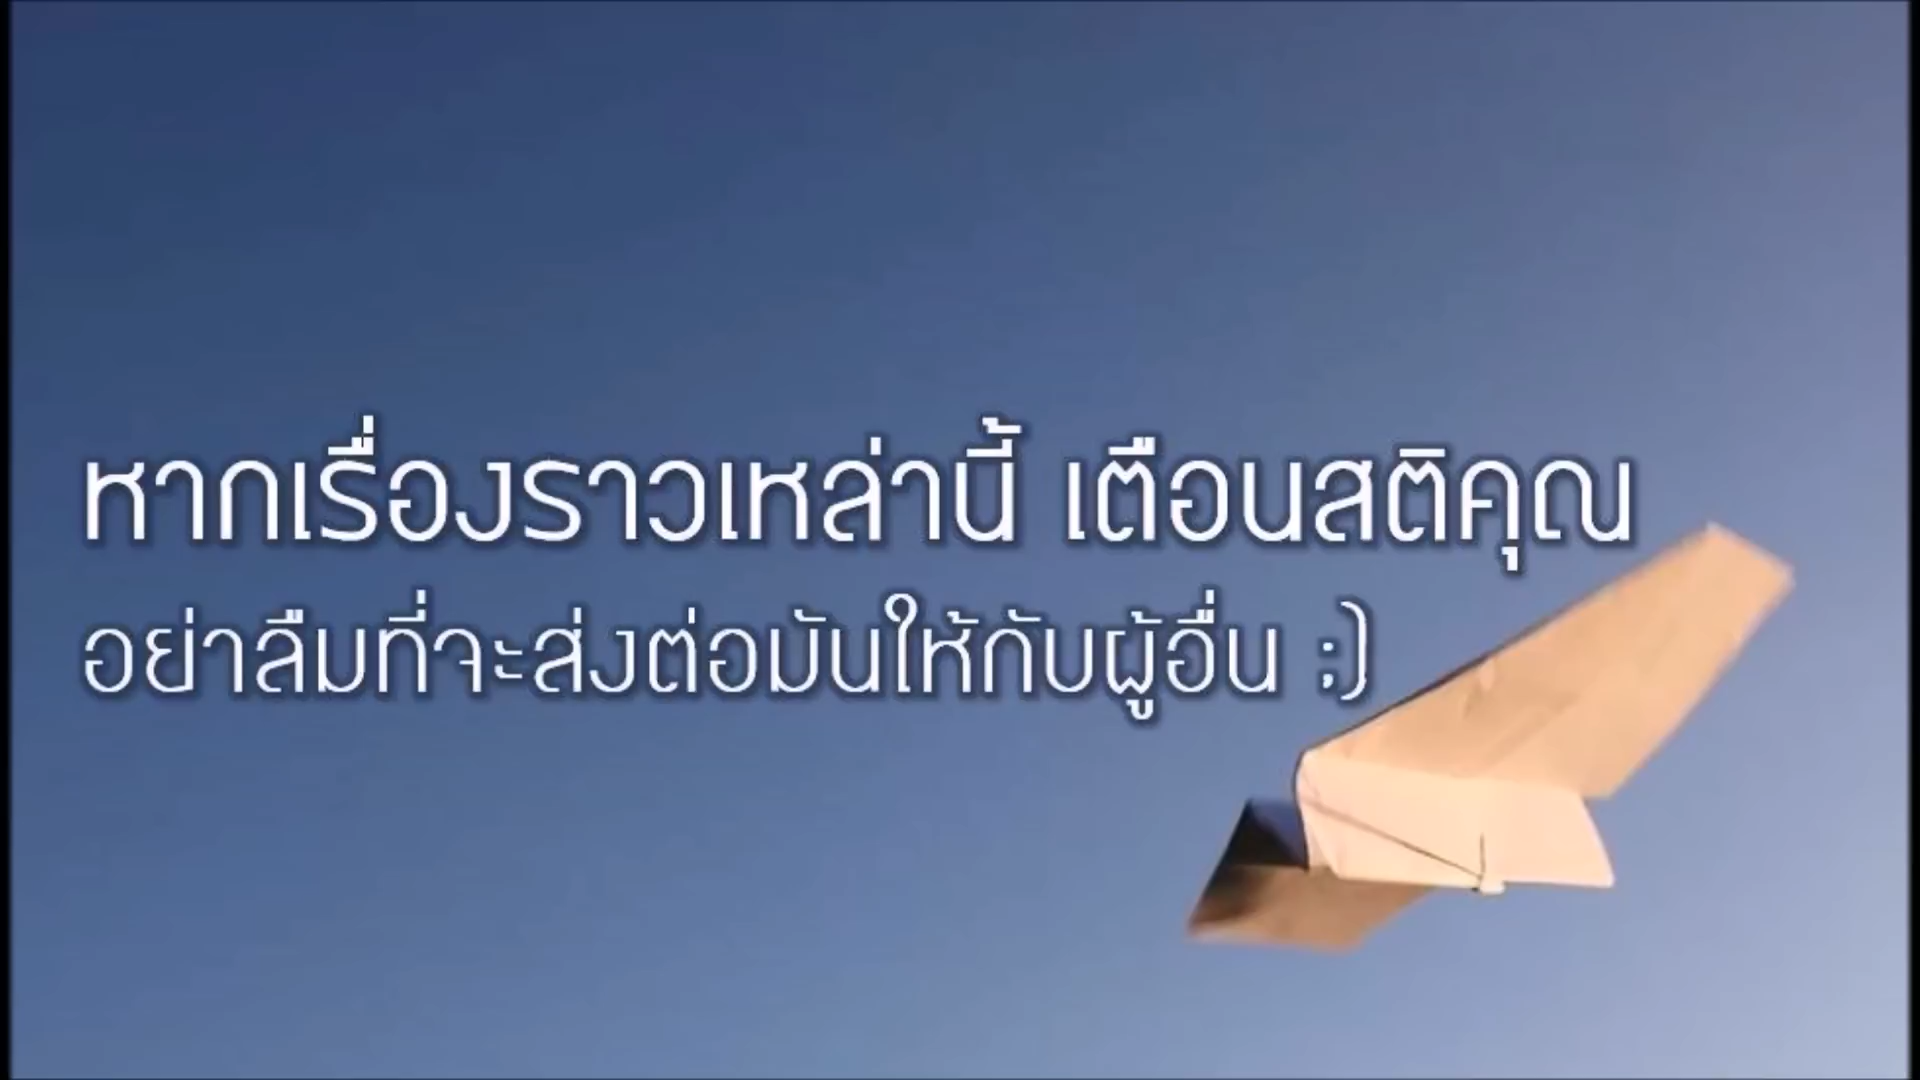 หากเรื่องราวเหล่านี้ เตือนสติคุณ
อย่าลืมที่จะส่งต่อมันให้กับผู้อื่น ;)